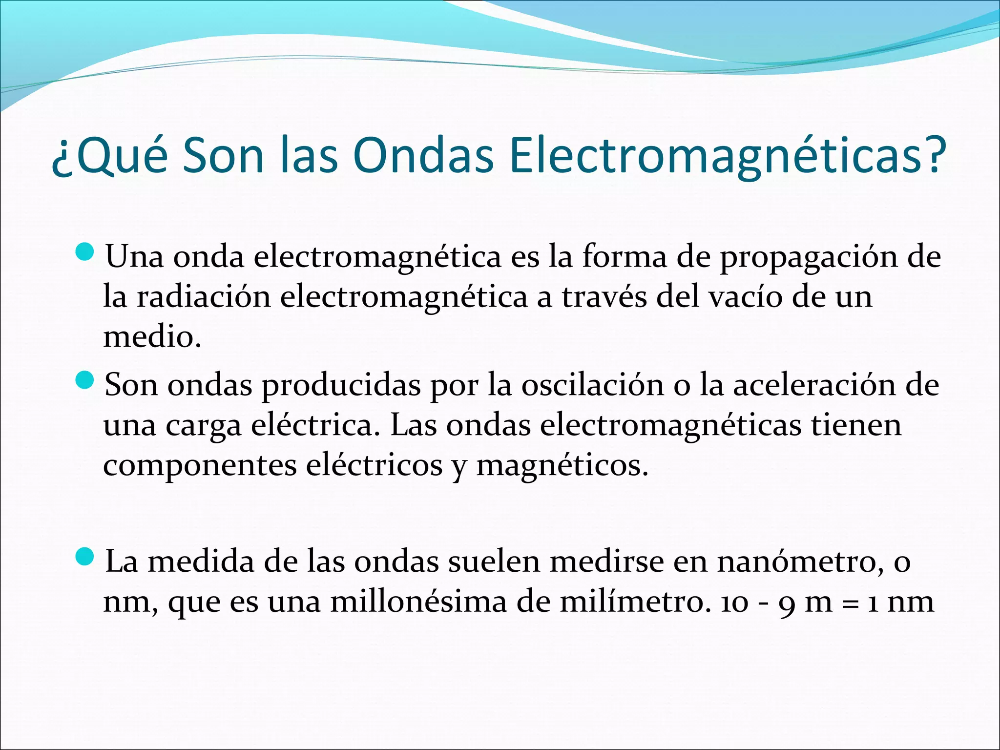 ¿Qué Son las Ondas Electromagnéticas?
Una onda electromagnética es la forma de propagación de
la radiación electromagnética a través del vacío de un
medio.
Son ondas producidas por la oscilación o la aceleración de
una carga eléctrica. Las ondas electromagnéticas tienen
componentes eléctricos y magnéticos.
La medida de las ondas suelen medirse en nanómetro, o
nm, que es una millonésima de milímetro. 10 - 9 m = 1 nm